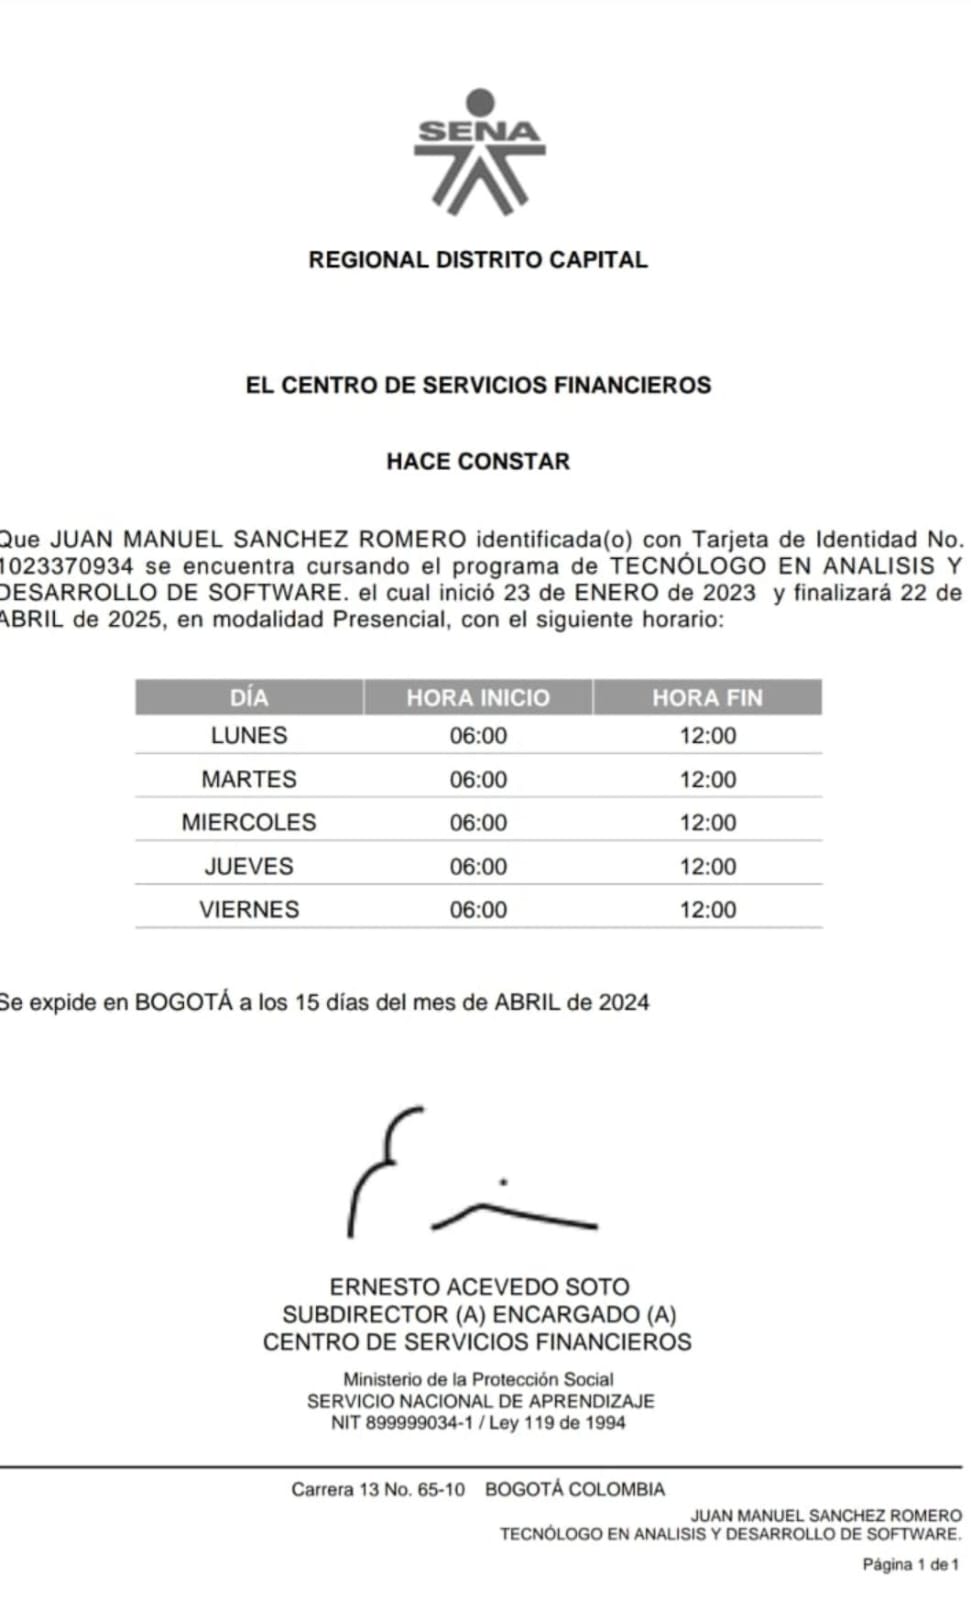 SENA
REGIONAL DISTRITO CAPITAL
EL CENTRO DE SERVICIOS FINANCIEROS
HACE CONSTAR
Que JUAN MANUEL SANCHEZ ROMERO identificada(o) con Tarjeta de Identidad No.
1023370934 se encuentra cursando el programa de TECNÓLOGO EN ANALISIS Y
DESARROLLO DE SOFTWARE. el cual inició 23 de ENERO de 2023 y finalizará 22 de
ABRIL de 2025, en modalidad Presencial, con el siguiente horario:
DÍA HORA INICIO HORA FIN
LUNES 06:00 12:00
MARTES 06:00 12:00
MIERCOLES 06:00 12:00
JUEVES 06:00 12:00
VIERNES 06:00 12:00
Se expide en BOGOTÁ a los 15 días del mes de ABRIL de 2024
ERNESTO ACEVEDO SOTO
SUBDIRECTOR (A) ENCARGADO (A)
CENTRO DE SERVICIOS FINANCIEROS
Ministerio de la Protección Social
SERVICIO NACIONAL DE APRENDIZAJE
NIT 899999034-1 / Ley 119 de 1994
Carrera 13 No. 65-10 BOGOTÁ COLOMBIA
JUAN MANUEL SANCHEZ ROMERO
TECNÓLOGO EN ANALISIS Y DESARROLLO DE SOFTWARE.
Página 1 de 1